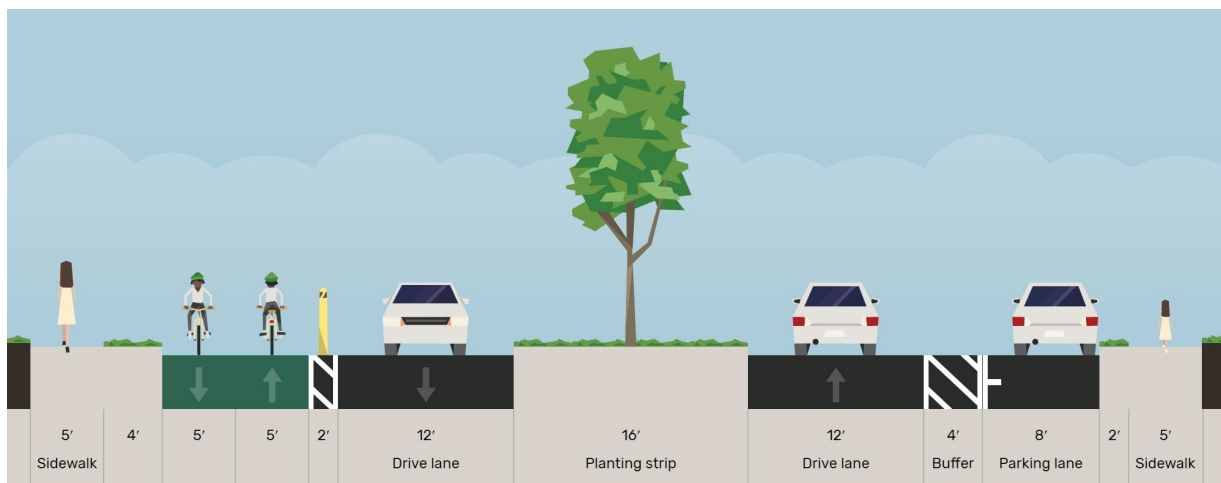 5′ 4′ 5′ 5′ 2′ 12′ 16′ 12′ 4′ 8′ 2′ 5′
Sidewalk Drive lane Planting strip Drive lane Buffer Parking lane Sidewalk